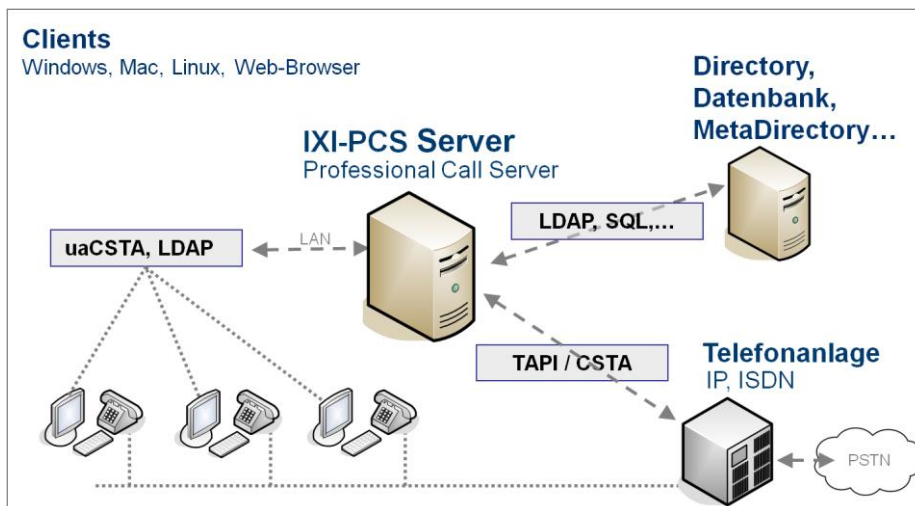 Clients
Windows, Mac, Linux, Web-Browser
Directory,
Datenbank,
MetaDirectory…
IXI-PCS Server
Professional Call Server
LDAP, SQL,…
uaCSTA, LDAP
LAN
TAPI / CSTA
Telefonanlage
IP, ISDN
PSTN